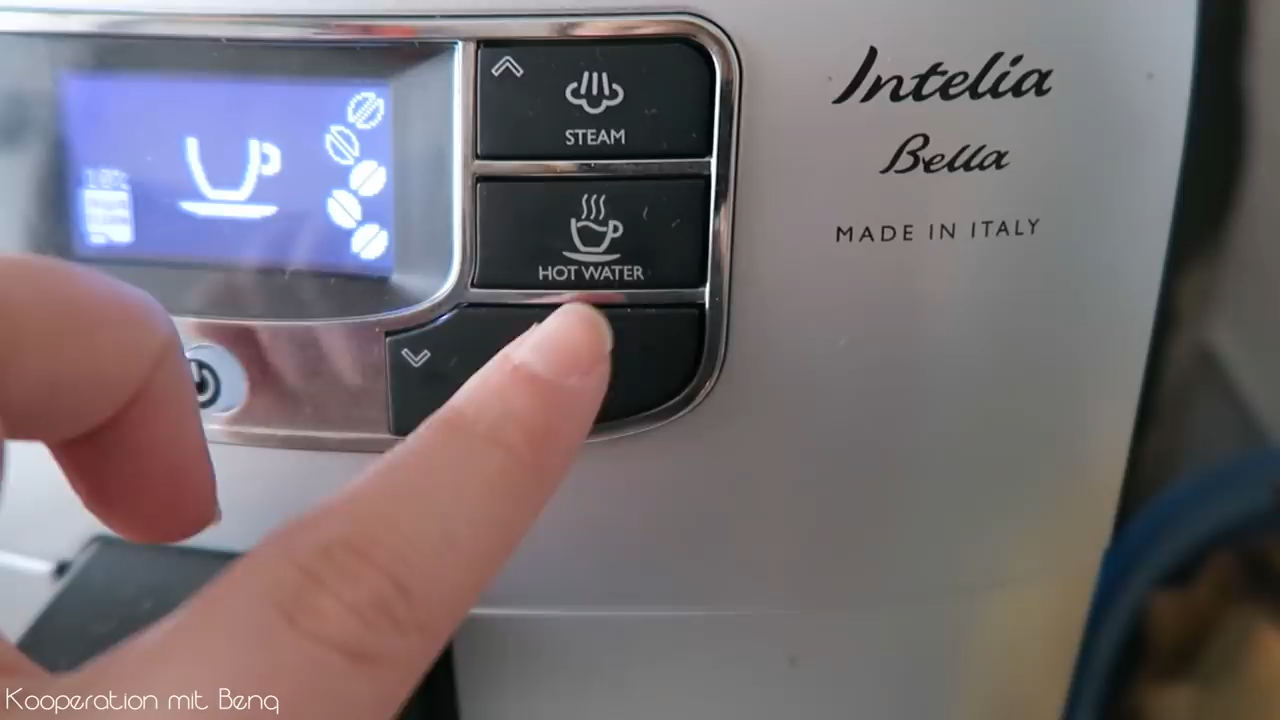 STEAM
HOT WATER
Intelia
Bella
MADE IN ITALY
Kooperation mit Benq